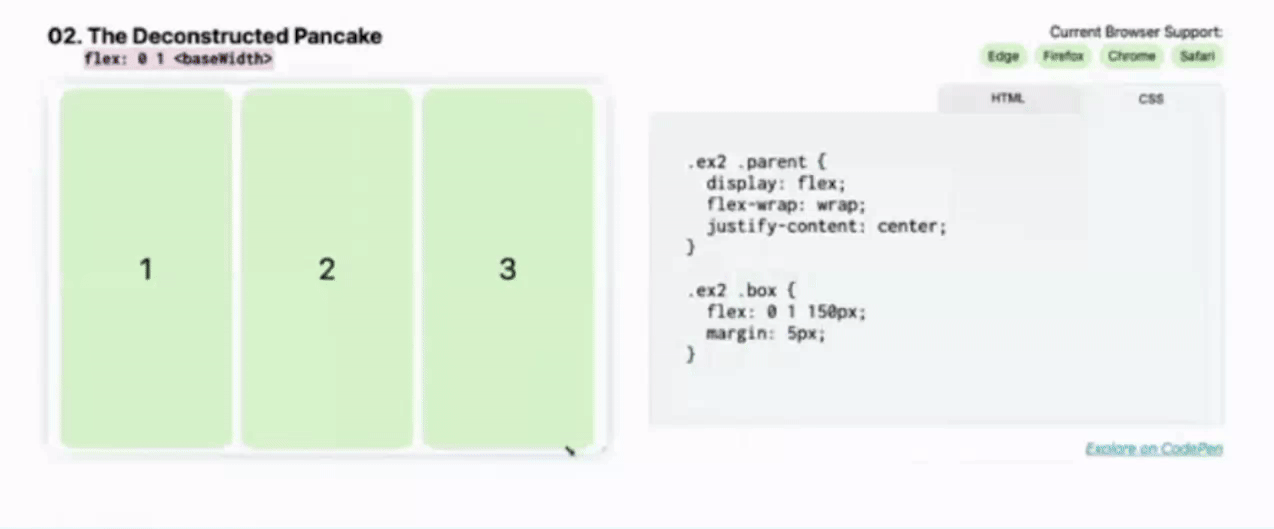 02. The Deconstructed Pancake
flex: 0 1 <baseWidth>
1
2
3
Current Browser Support:
Edge Firefox Chrome Safari
HTML CSS
.ex2 .parent {
display: flex;
flex-wrap: wrap;
justify-content: center;
}
.ex2 .box {
flex: 0 1 150px;
margin: 5px;
}
Explore on CodePen